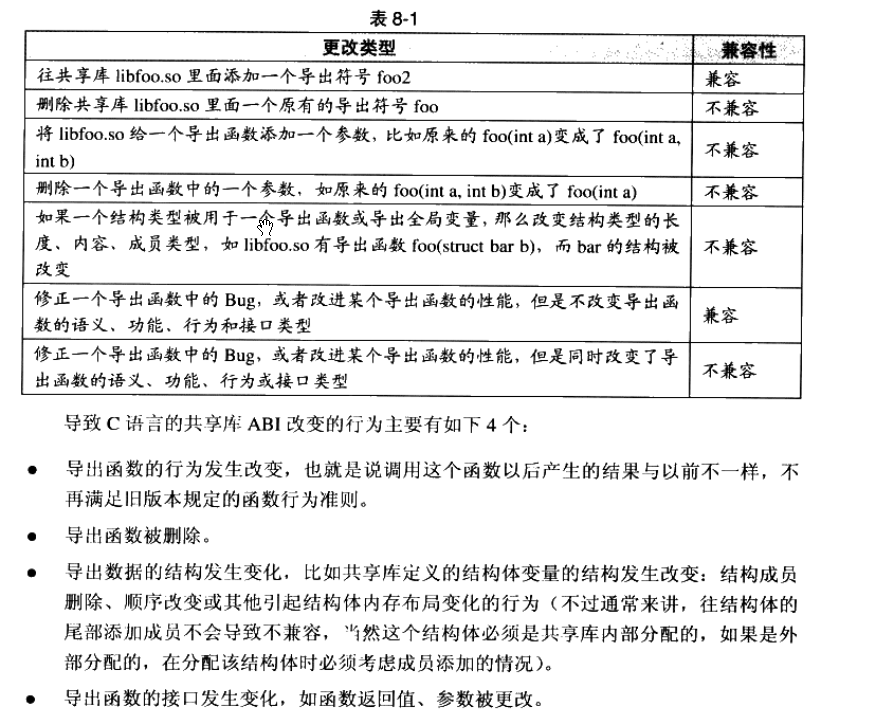 表 8-1
更改类型 兼容性
往共享库 libfoo.so 里面添加一个导出符号 foo2 兼容
删除共享库 libfoo.so 里面一个原有的导出符号 foo 不兼容
将 libfoo.so 给一个导出函数添加一个参数，比如原来的 foo(int a)变成了 foo(int a,
int b) 不兼容
删除一个导出函数中的一个参数，如原来的 foo(int a, int b)变成了 foo(int a) 不兼容
如果一个结构类型被用于一个导出函数或导出全局变量，那么改变结构类型的长
度、内容、成员类型，如 libfoo.so 有导出函数 foo(struct bar b)，而 bar 的结构被 不兼容
改变
修正一个导出函数中的 Bug，或者改进某个导出函数的性能，但是不改变导出函
数的语义、功能、行为和接口类型 兼容
修正一个导出函数中的 Bug，或者改进某个导出函数的性能，但是同时改变了导
出函数的语义、功能、行为或接口类型 不兼容
导致 C 语言的共享库 ABI 改变的行为主要有如下 4 个：
● 导出函数的行为发生改变，也就是说调用这个函数以后产生的结果与以前不一样，不
再满足旧版本规定的函数行为准则。
● 导出函数被删除。
● 导出数据的结构发生变化，比如共享库定义的结构体变量的结构发生改变：结构成员
删除、顺序改变或其他引起结构体内存布局变化的行为（不过通常来讲，往结构体的
尾部添加成员不会导致不兼容，当然这个结构体必须是共享库内部分配的，如果是外
部分配的，在分配该结构体时必须考虑成员添加的情况）。
● 导出函数的接口发生变化，如函数返回值、参数被更改。